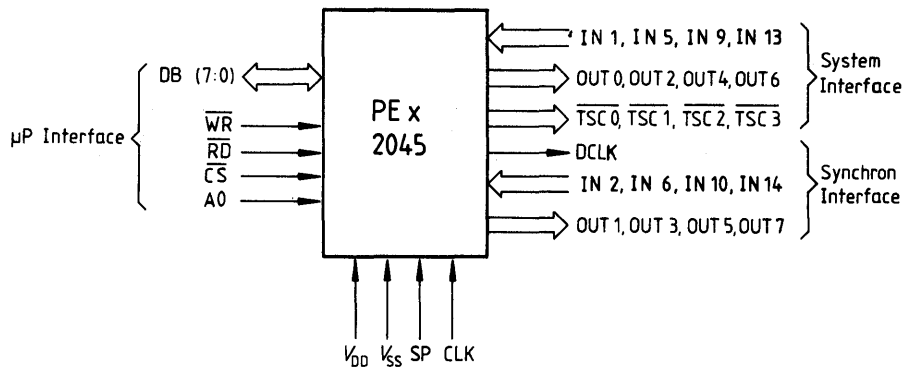 IN 1, IN 5, IN 9, IN 13
OUT 0, OUT 2, OUT 4, OUT 6
TSC 0, TSC 1, TSC 2, TSC 3
System
Interface
DB (7:0)
WR
RD
CS
A0
µP Interface
PE x
2045
DCLK
IN 2, IN 6, IN 10, IN 14
OUT 1, OUT 3, OUT 5, OUT 7
Synchron
Interface
VDD VSS SP CLK